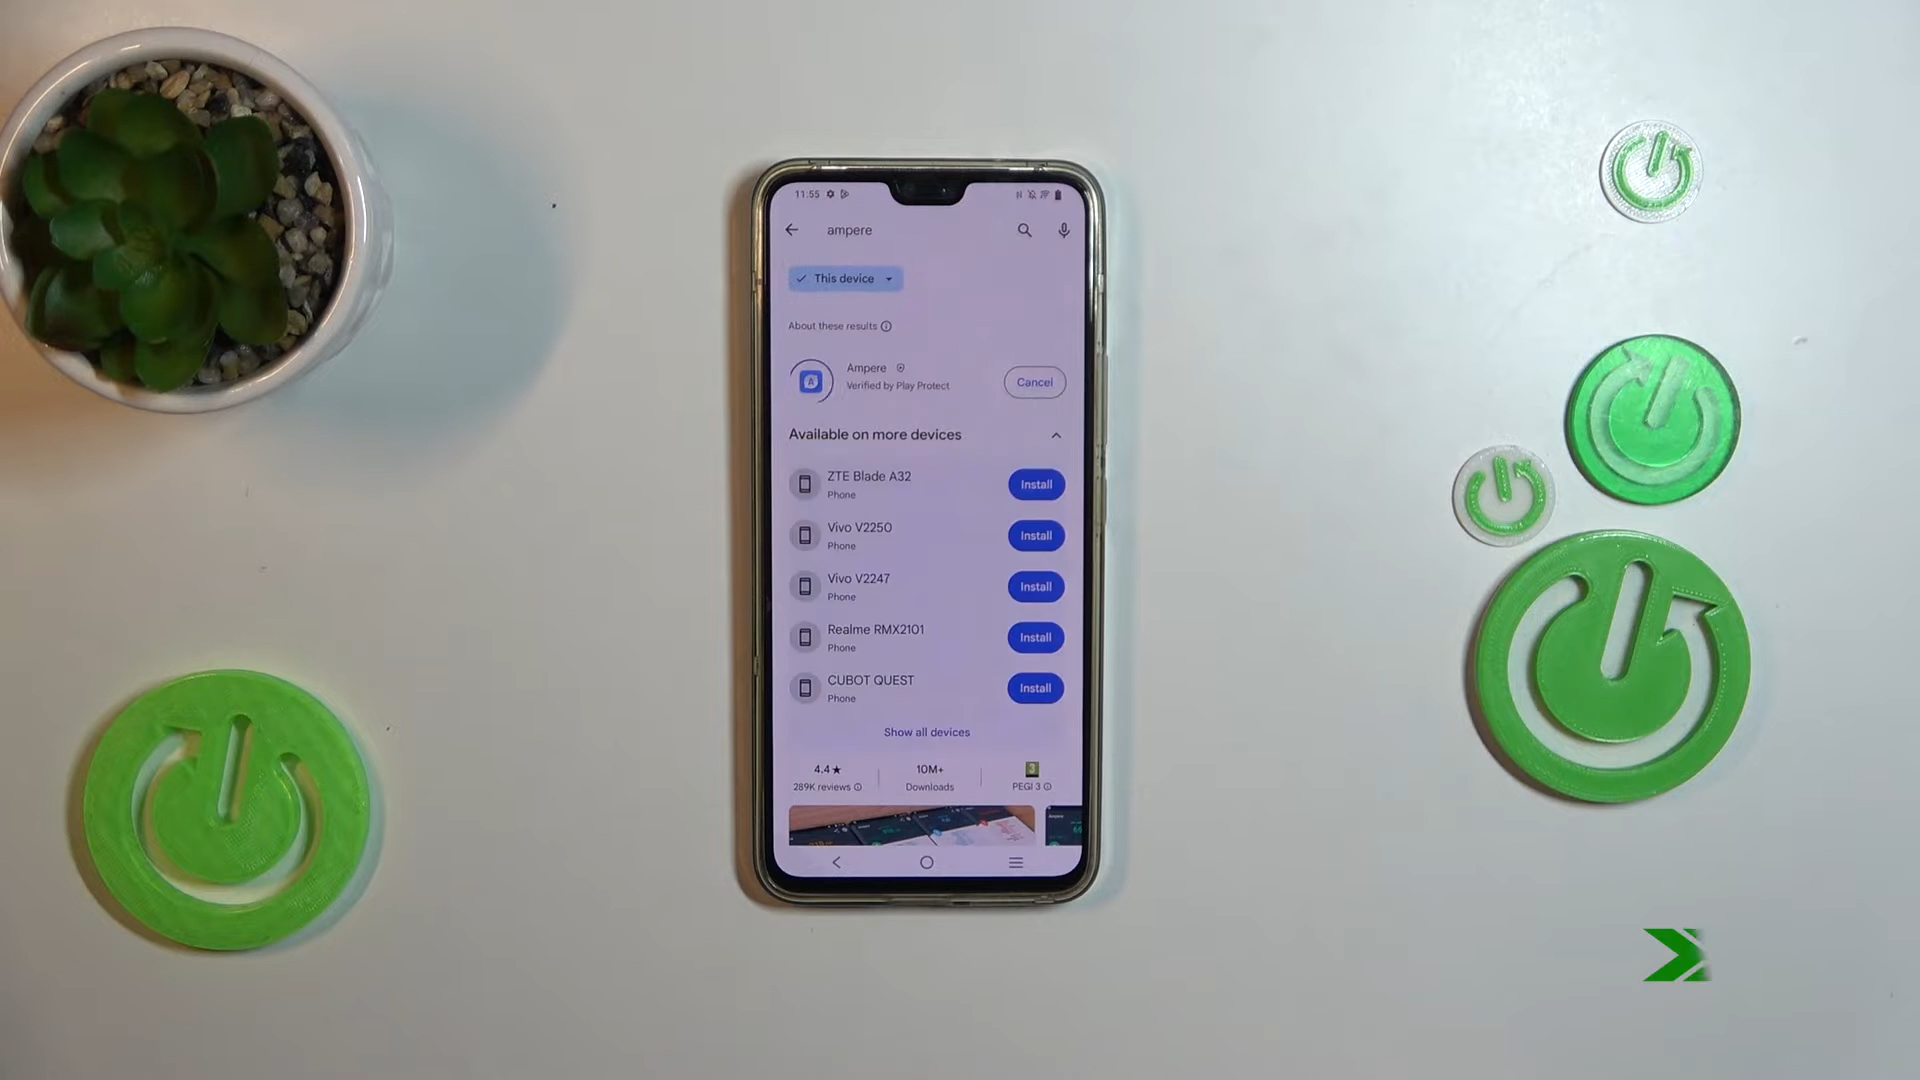 11:55
ampere
This device
About these results
Ampere
Verified by Play Protect
Cancel
Available on more devices
ZTE Blade A32
Phone
Install
Vivo V2250
Phone
Install
Vivo V2247
Phone
Install
Realme RMX2101
Phone
Install
CUBOT QUEST
Phone
Install
Show all devices
4.4★
289K reviews
10M+
Downloads
3
PEGI 3
Ampere